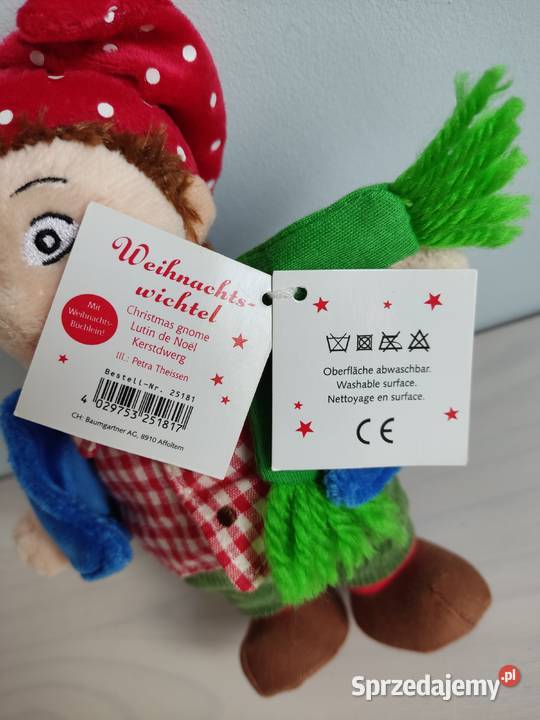 Weihnachts-
wichtel
Mit
Weihnachts-
Büchlein!
Christmas gnome
Lutin de Noël
Kerstdwerg
Ill.: Petra Theissen
Bestell-Nr. 25181
4 029753 251817
CH: Baumgartner AG, 8910 Affoltern
Oberfläche abwaschbar.
Washable surface.
Nettoyage en surface.
CE
Sprzedajemy.pl